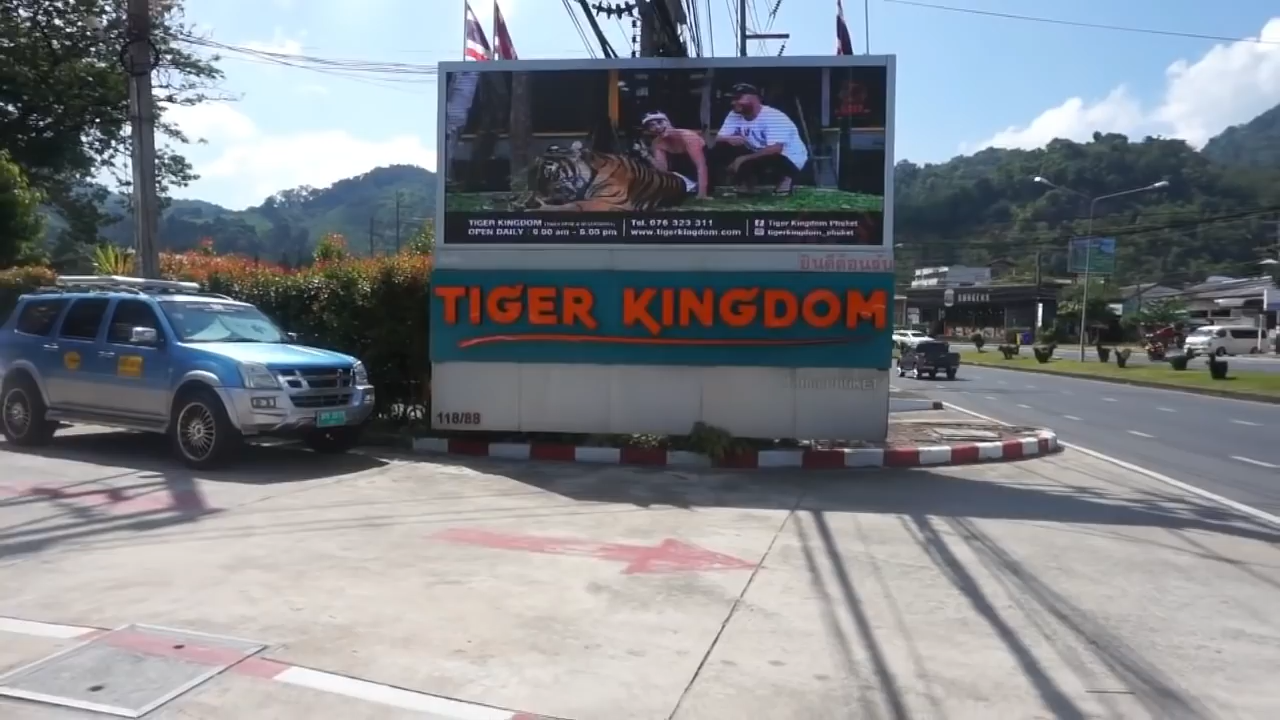 TIGER KINGDOM
OPEN DAILY 9.00 am - 6.00 pm
Tel. 076 323 311
www.tigerkingdom.com
Tiger Kingdom Phuket
tigerkingdom_phuket
ยินดีต้อนรับ
TIGER KINGDOM
118/88